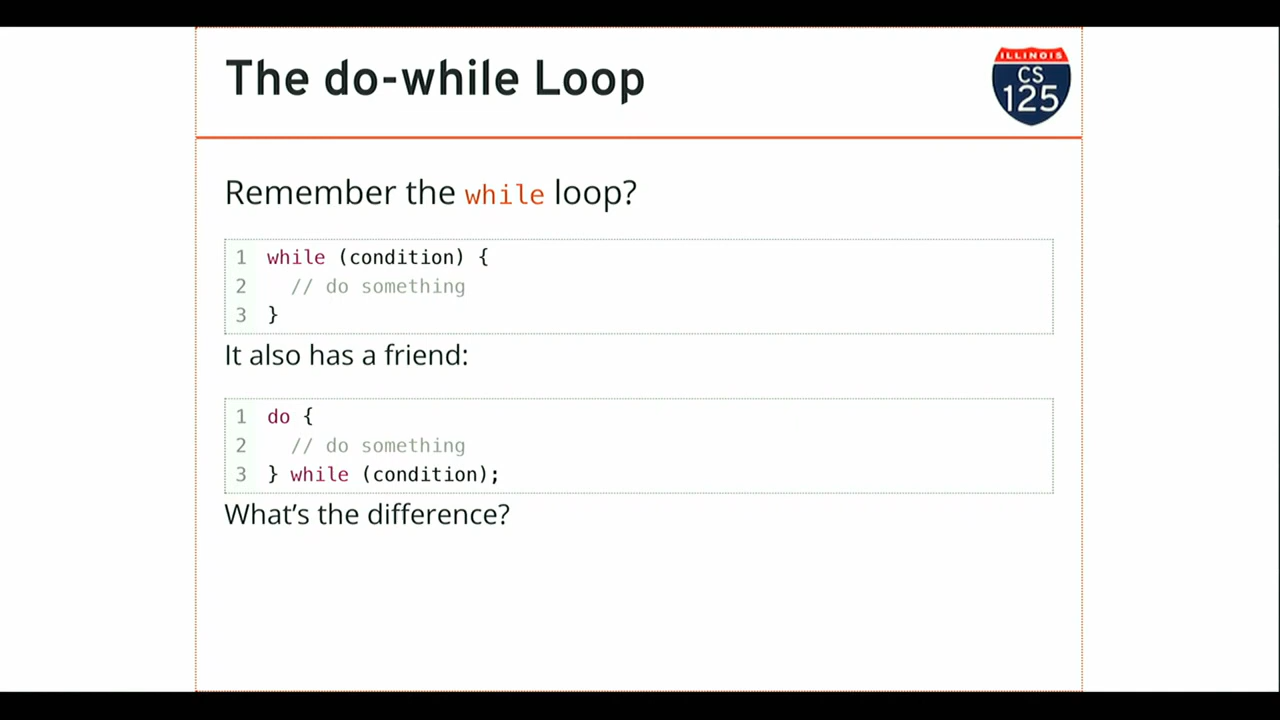 The do-while Loop
ILLINOIS
CS
125
Remember the while loop?
1 while (condition) {
2   // do something
3 }
It also has a friend:
1 do {
2   // do something
3 } while (condition);
What’s the difference?